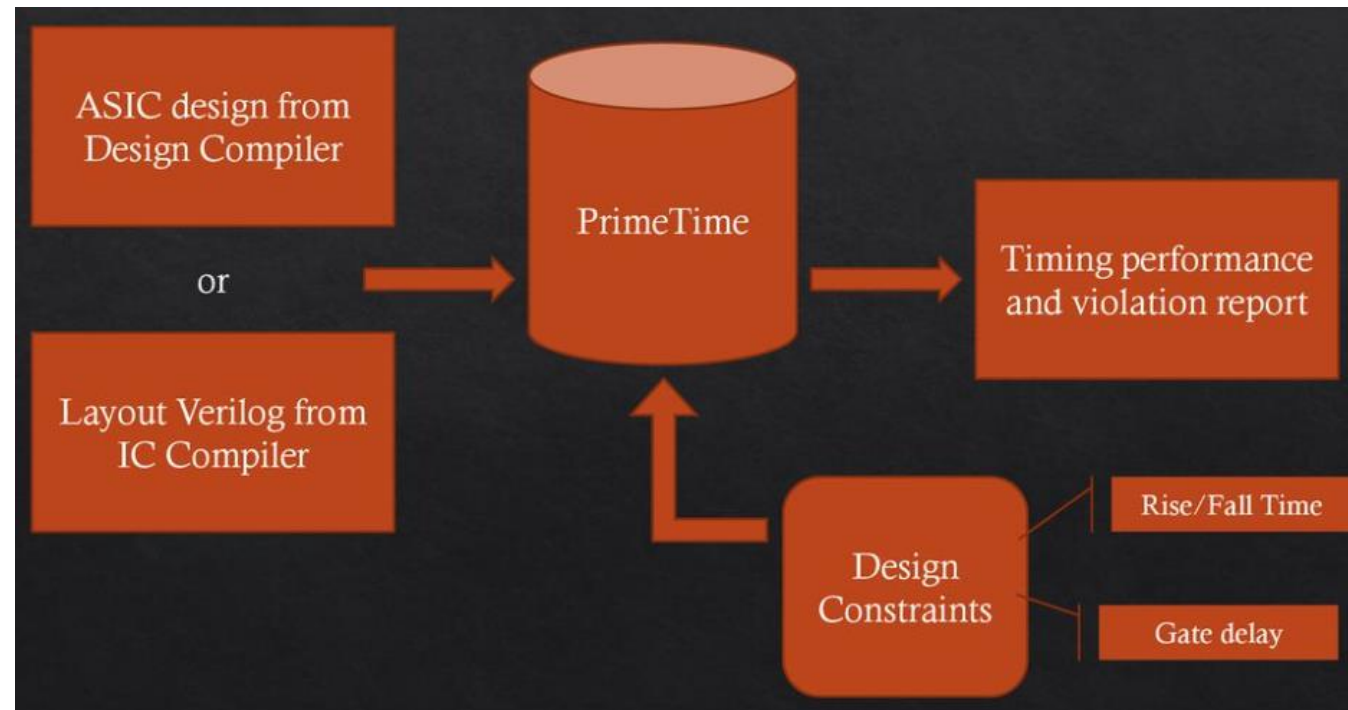 ASIC design from
Design Compiler
or
Layout Verilog from
IC Compiler
PrimeTime
Timing performance
and violation report
Design
Constraints
Rise/Fall Time
Gate delay